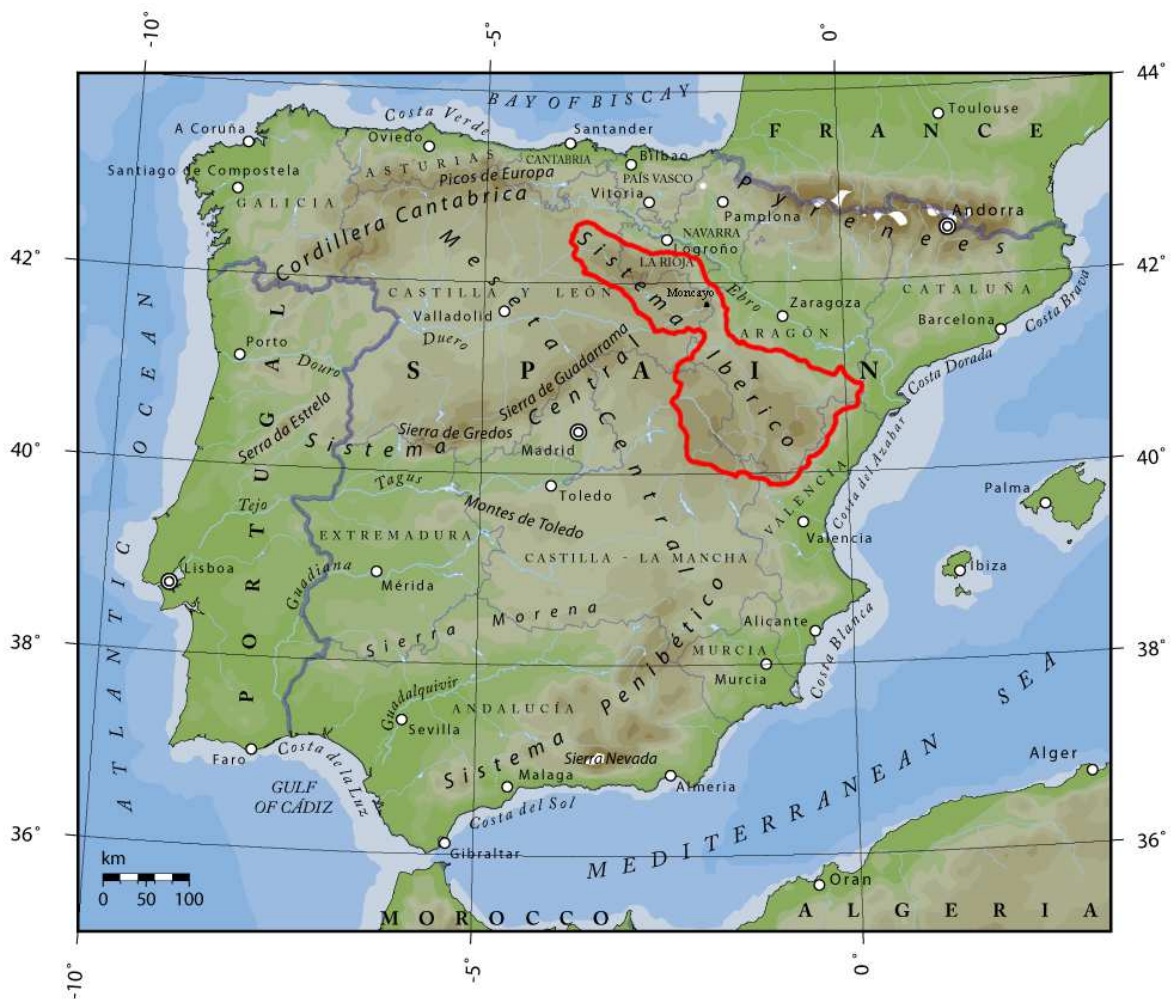 -10°
-5°
0°
44°
BAY OF BISCAY
Toulouse
Costa Verde
FRANCE
A Coruña
Oviedo
Santander
Bilbao
ASTURIAS
CANTABRIA
PAÍS VASCO
Santiago de Compostela
Picos de Europa
Vitoria
Pyrenees
GALICIA
Pamplona
Andorra
Cordillera Cantabrica
NAVARRA
Logroño
42°
42°
Meseta Central
Sistema Iberico
LA RIOJA
CASTILLA Y LEÓN
Moncayo
Ebro
Zaragoza
CATALUÑA
Costa Brava
Valladolid
ARAGÓN
Barcelona
Porto
Duero
Douro
Costa Dorada
SPAIN
Sierra de Guadarrama
Serra da Estrela
Sierra de Gredos
Sistema Central
Madrid
PORTUGAL
ATLANTIC OCEAN
40°
40°
Tagus
Toledo
Costa del Azahar
Palma
Tejo
Montes de Toledo
VALENCIA
Valencia
EXTREMADURA
CASTILLA - LA MANCHA
Lisboa
Guadiana
Mérida
Ibiza
Sierra Morena
Alicante
Costa Blanca
38°
38°
MURCIA
Murcia
Guadalquivir
Sistema Penibético
ANDALUCÍA
Sevilla
MEDITERRANEAN SEA
Faro
Costa de la Luz
Sierra Nevada
Alger
GULF
OF CÁDIZ
Malaga
Almeria
Costa del Sol
36°
36°
Gibraltar
km
0 50 100
Oran
MOROCCO
ALGERIA
-10°
-5°
0